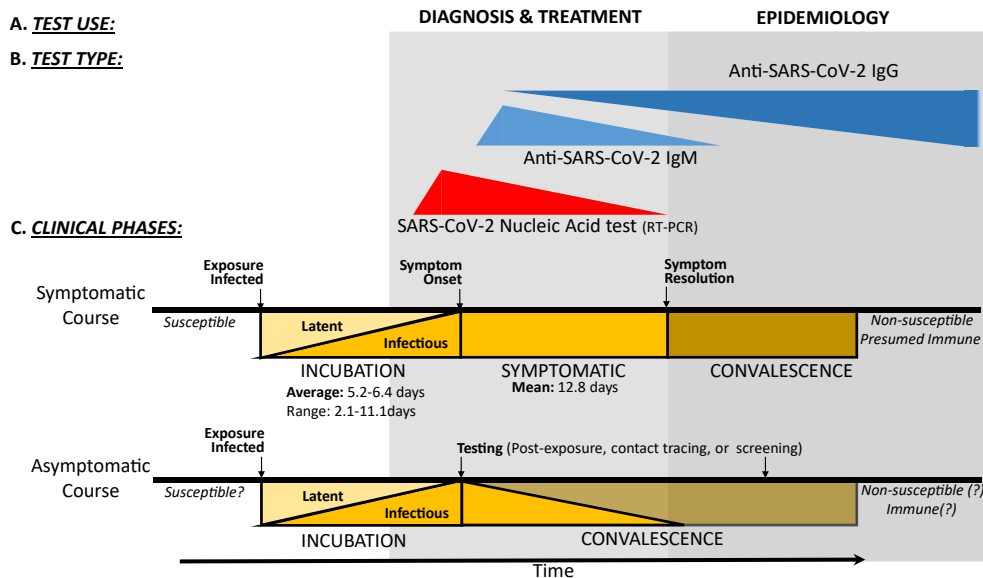 DIAGNOSIS & TREATMENT
EPIDEMIOLOGY
A. TEST USE:
B. TEST TYPE:
Anti-SARS-CoV-2 IgG
Anti-SARS-CoV-2 IgM
SARS-CoV-2 Nucleic Acid test (RT-PCR)
C. CLINICAL PHASES:
Exposure
Infected
Symptom
Onset
Symptom
Resolution
Symptomatic
Course
Susceptible
Latent
Infectious
Non-susceptible
Presumed Immune
INCUBATION
Average: 5.2-6.4 days
Range: 2.1-11.1days
SYMPTOMATIC
Mean: 12.8 days
CONVALESCENCE
Exposure
Infected
Testing (Post-exposure, contact tracing, or screening)
Asymptomatic
Course
Susceptible?
Latent
Infectious
Non-susceptible (?)
Immune(?)
INCUBATION
CONVALESCENCE
Time